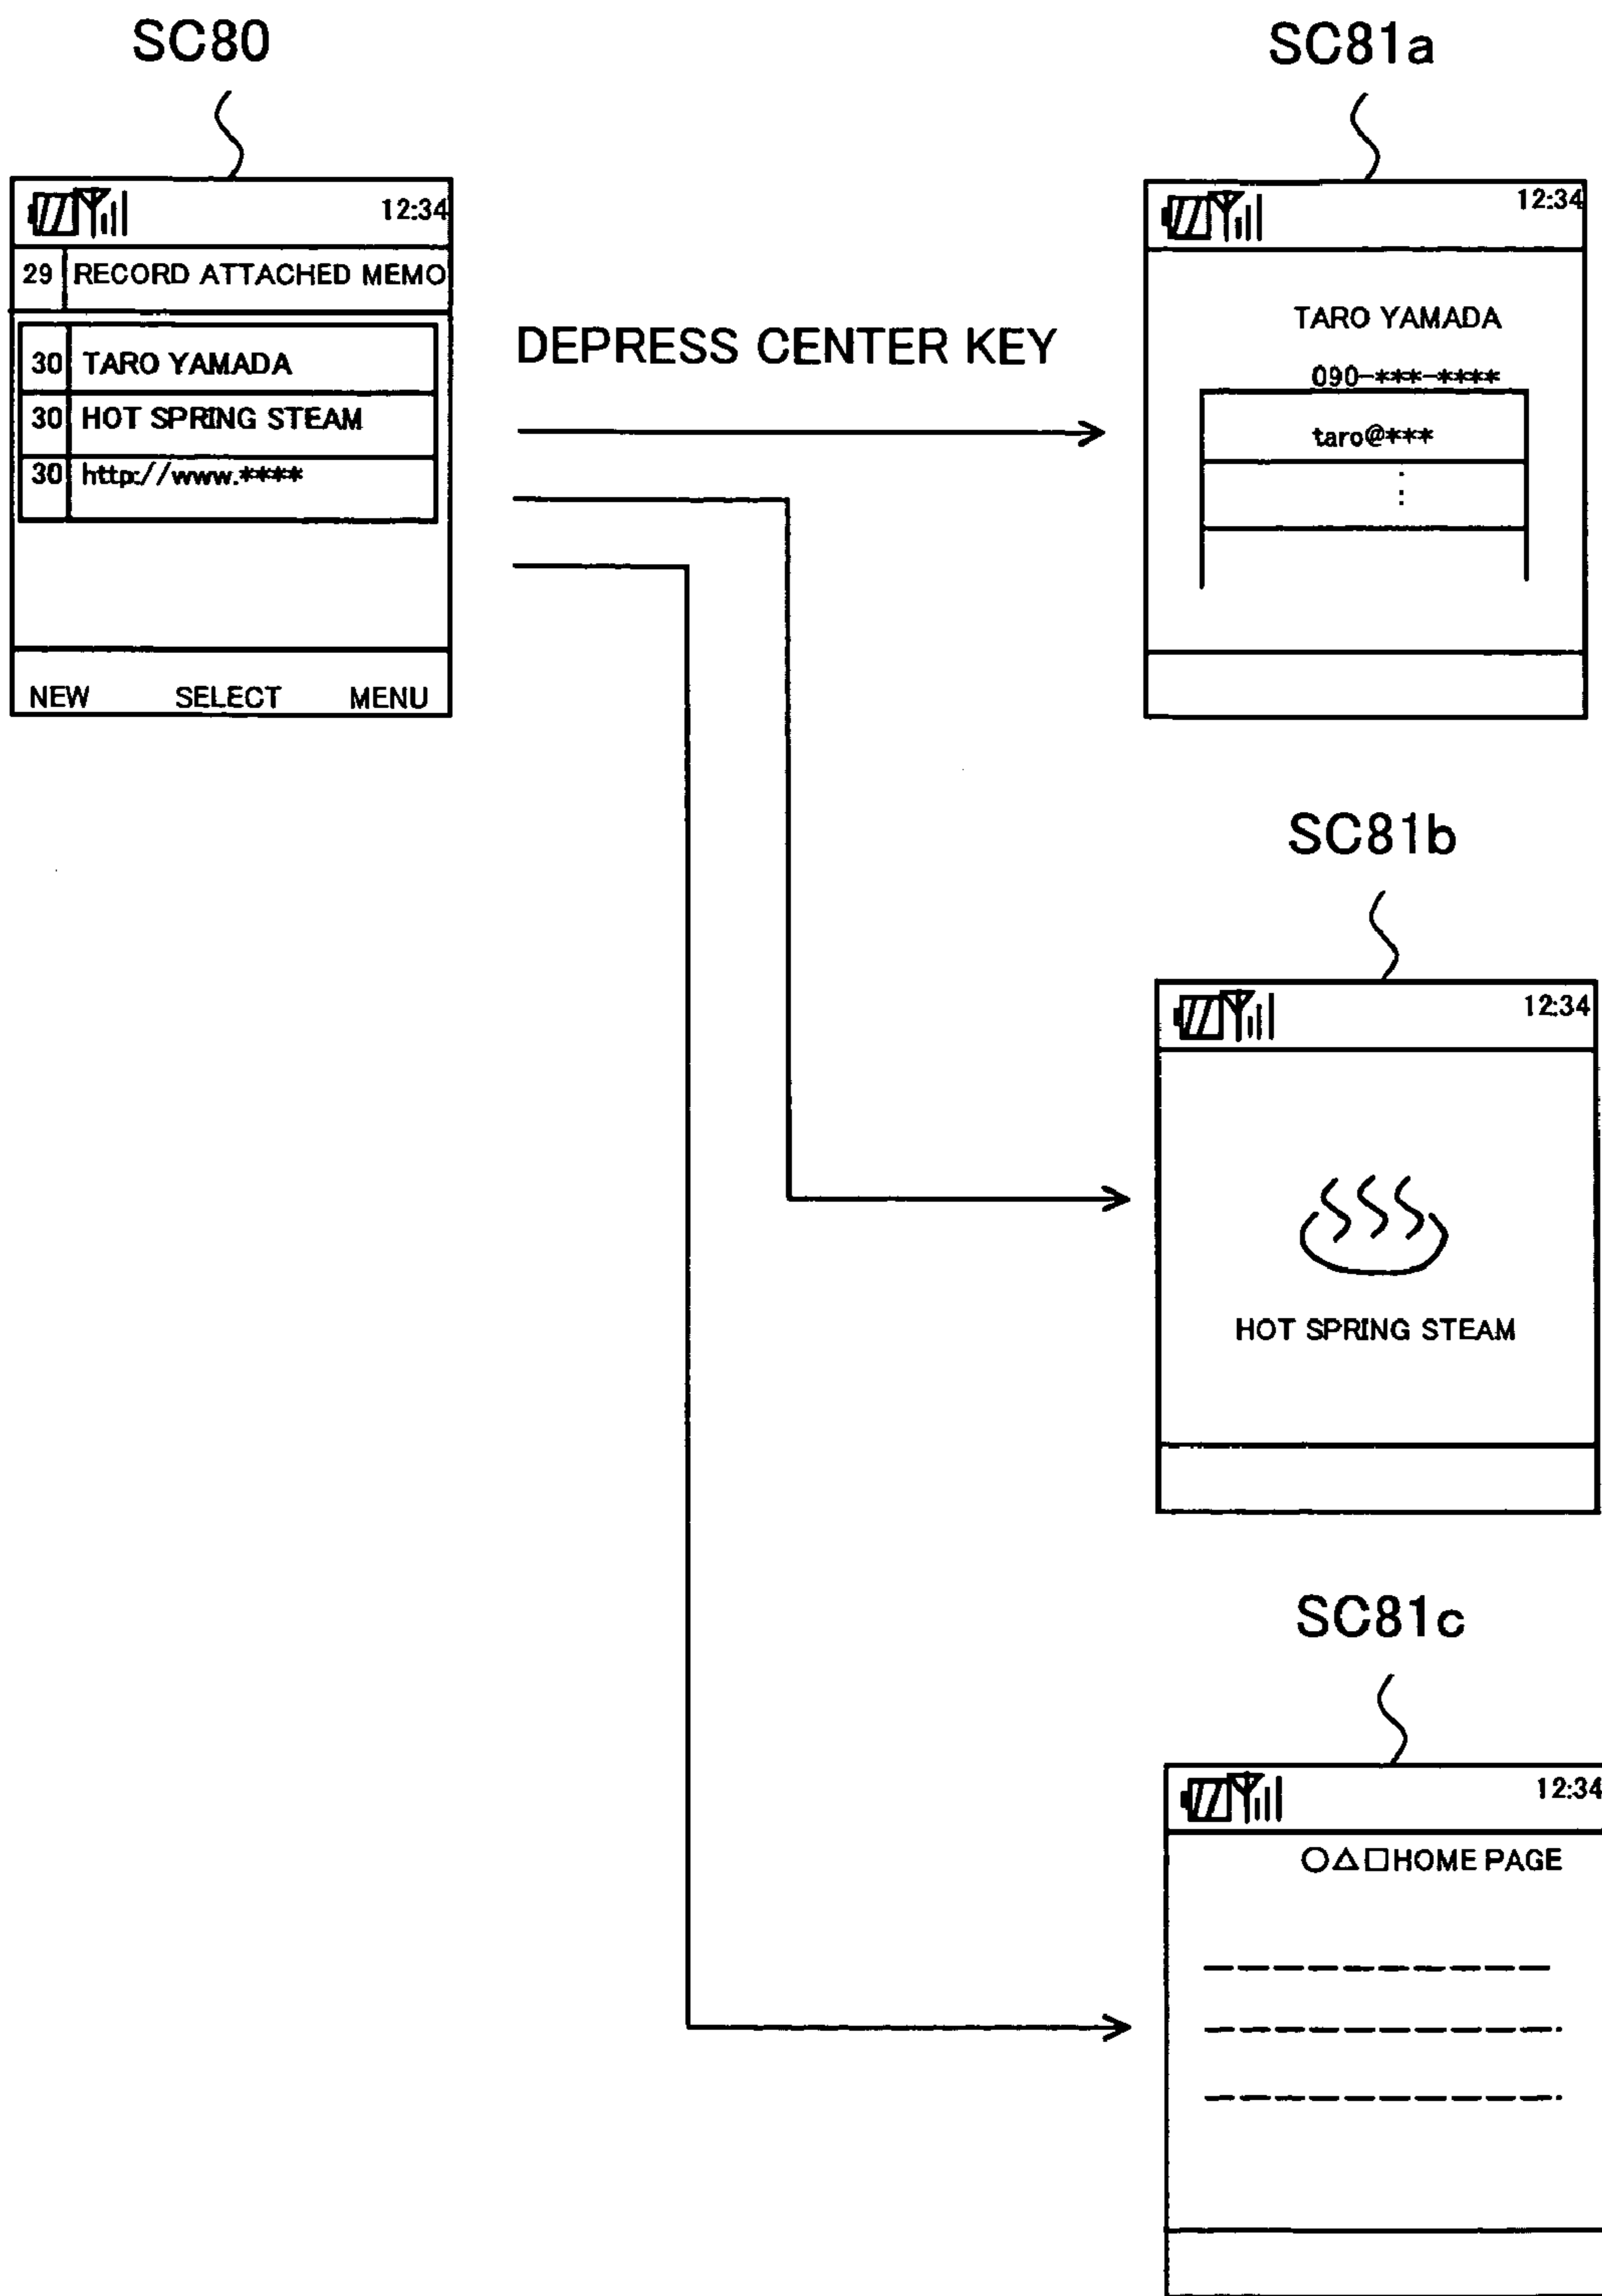 SC80
12:34
29 RECORD ATTACHED MEMO
30 TARO YAMADA
30 HOT SPRING STEAM
30 http://www.****
NEW SELECT MENU
DEPRESS CENTER KEY
SC81a
12:34
TARO YAMADA
090-***-****
taro@***
SC81b
12:34
HOT SPRING STEAM
SC81c
12:34
○△□HOME PAGE